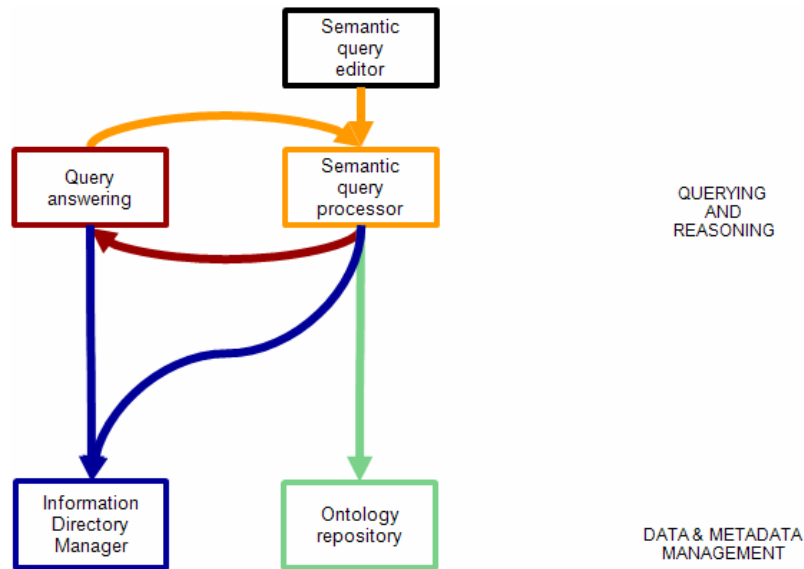 Semantic
query
editor
Query
answering
Semantic
query
processor
QUERYING
AND
REASONING
Information
Directory
Manager
Ontology
repository
DATA & METADATA
MANAGEMENT